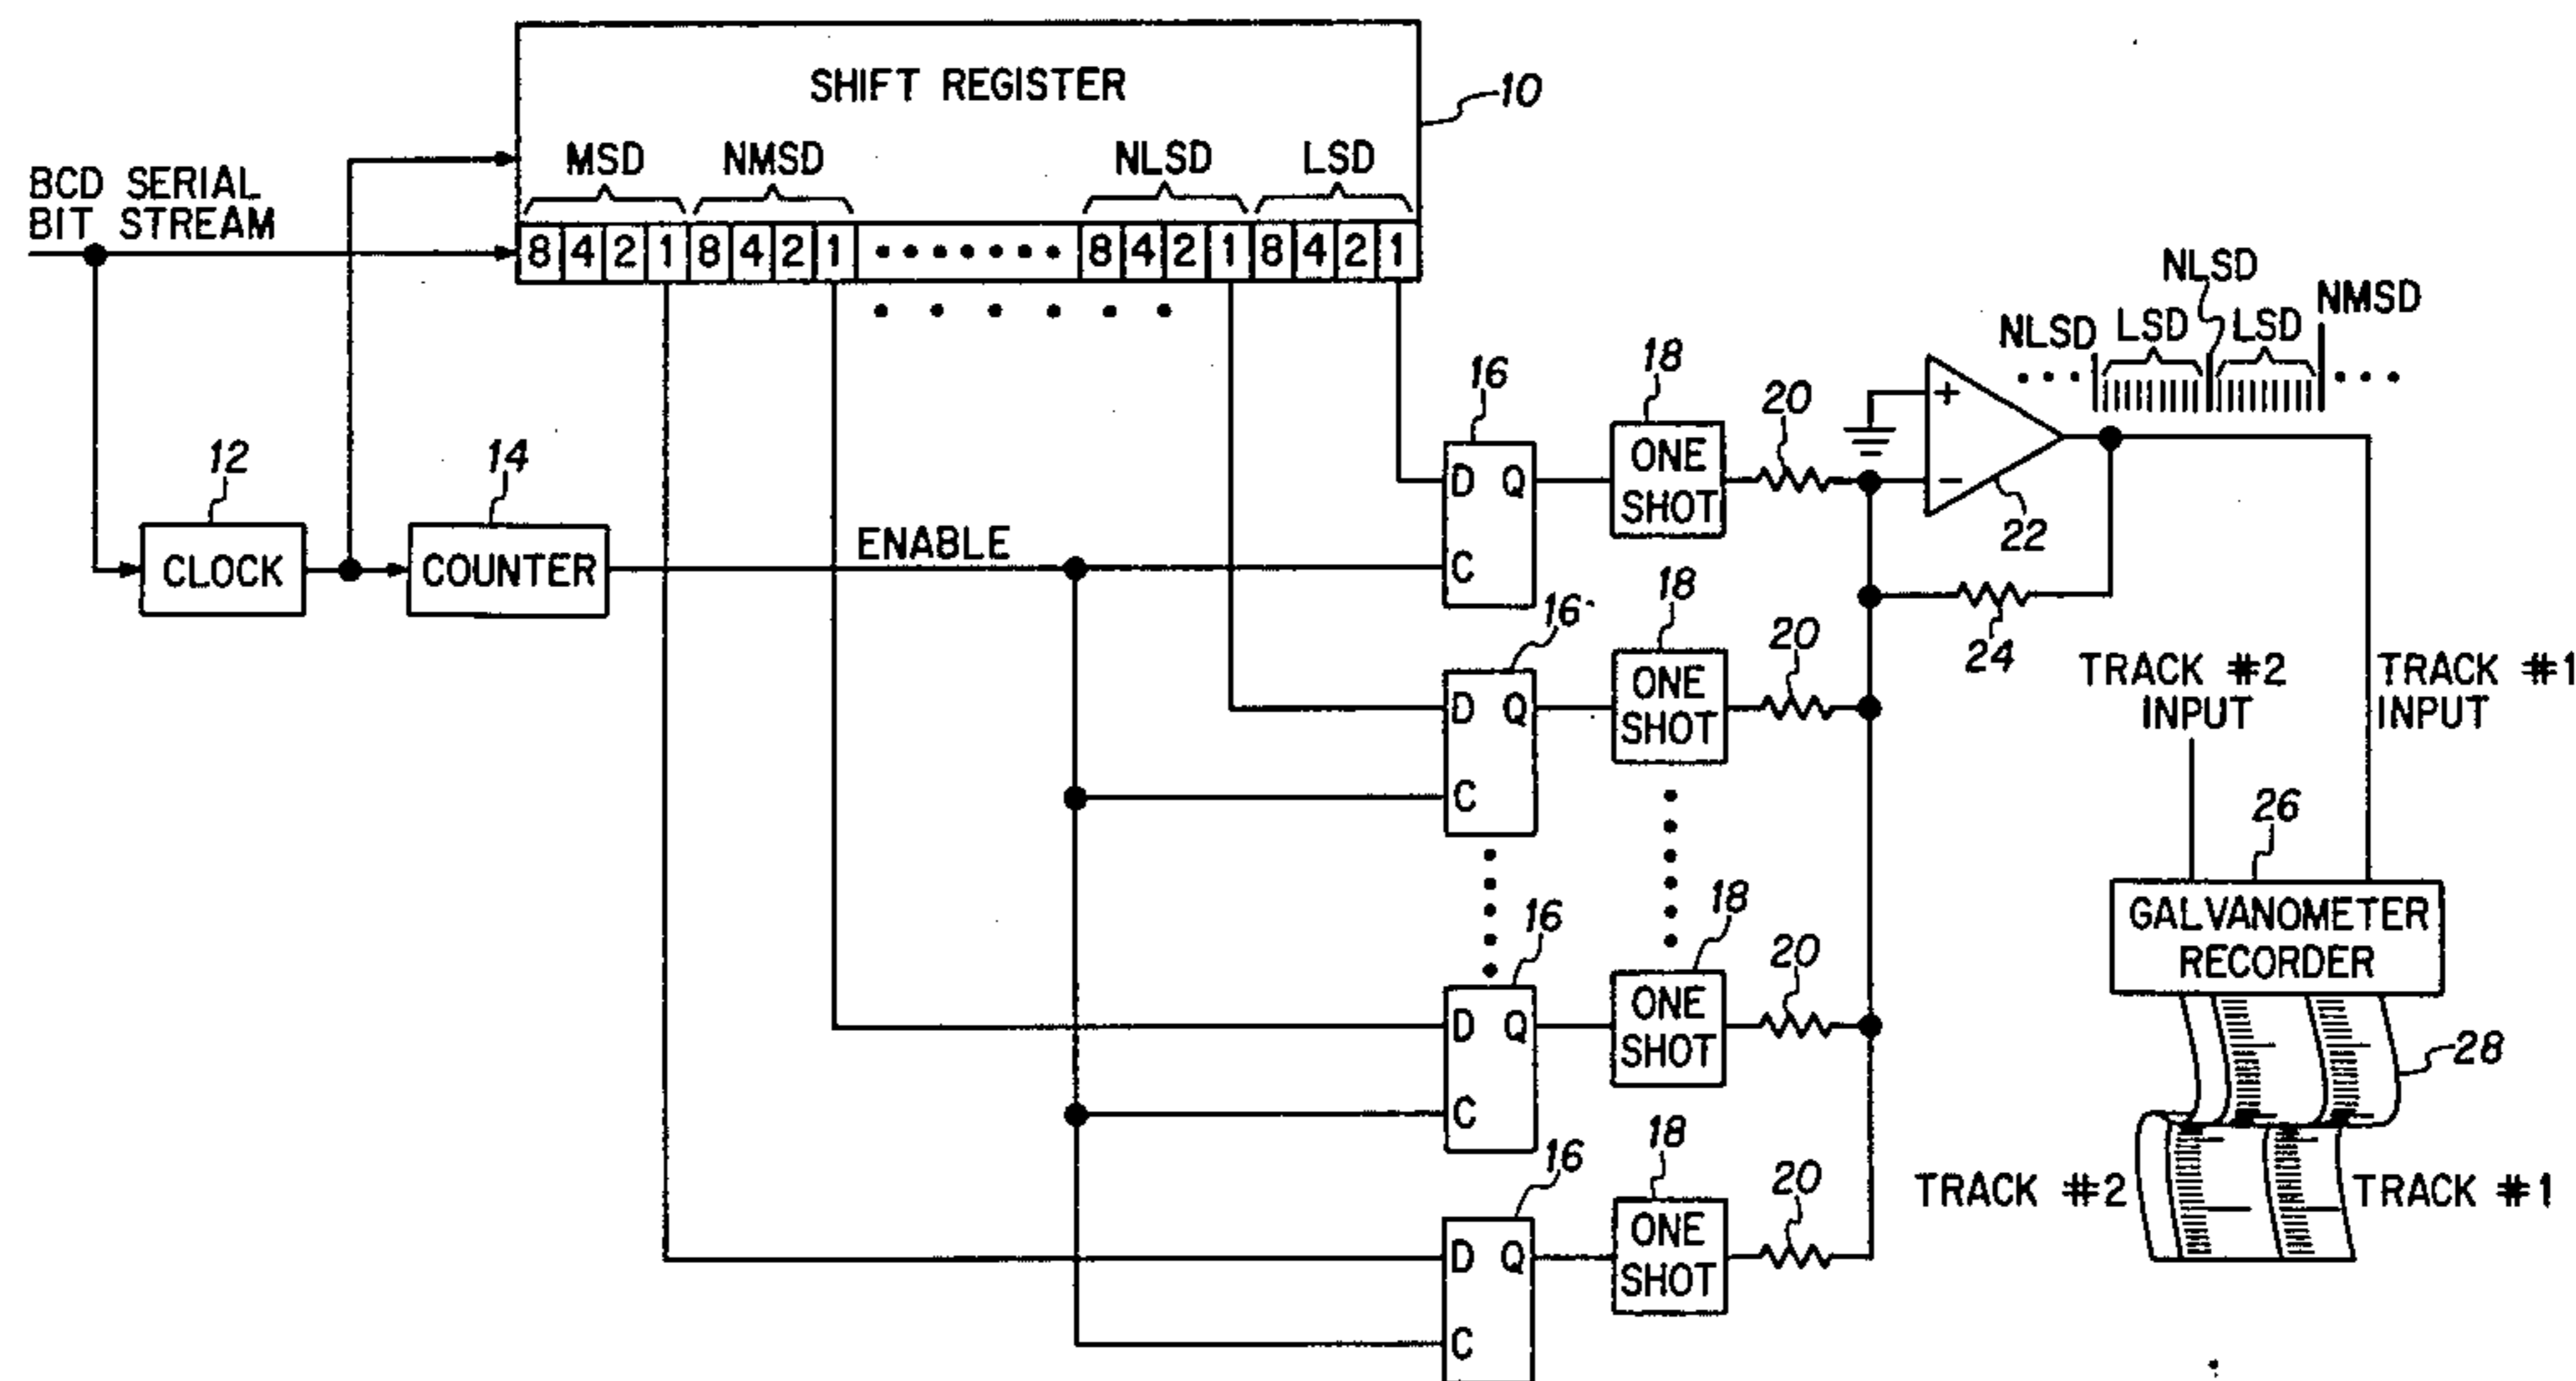 SHIFT REGISTER
10
MSD NMSD NLSD LSD
BCD SERIAL
BIT STREAM
8 4 2 1 8 4 2 1 ....... 8 4 2 1 8 4 2 1
NLSD
NMSD
NLSD LSD LSD
12
CLOCK
14
COUNTER
ENABLE
16
D Q
C
18
ONE
SHOT
20
+
−
22
24
16
D Q
C
18
ONE
SHOT
20
16
D Q
C
18
ONE
SHOT
20
16
D Q
C
18
ONE
SHOT
20
TRACK #2
INPUT
TRACK #1
INPUT
26
GALVANOMETER
RECORDER
28
TRACK #2
TRACK #1